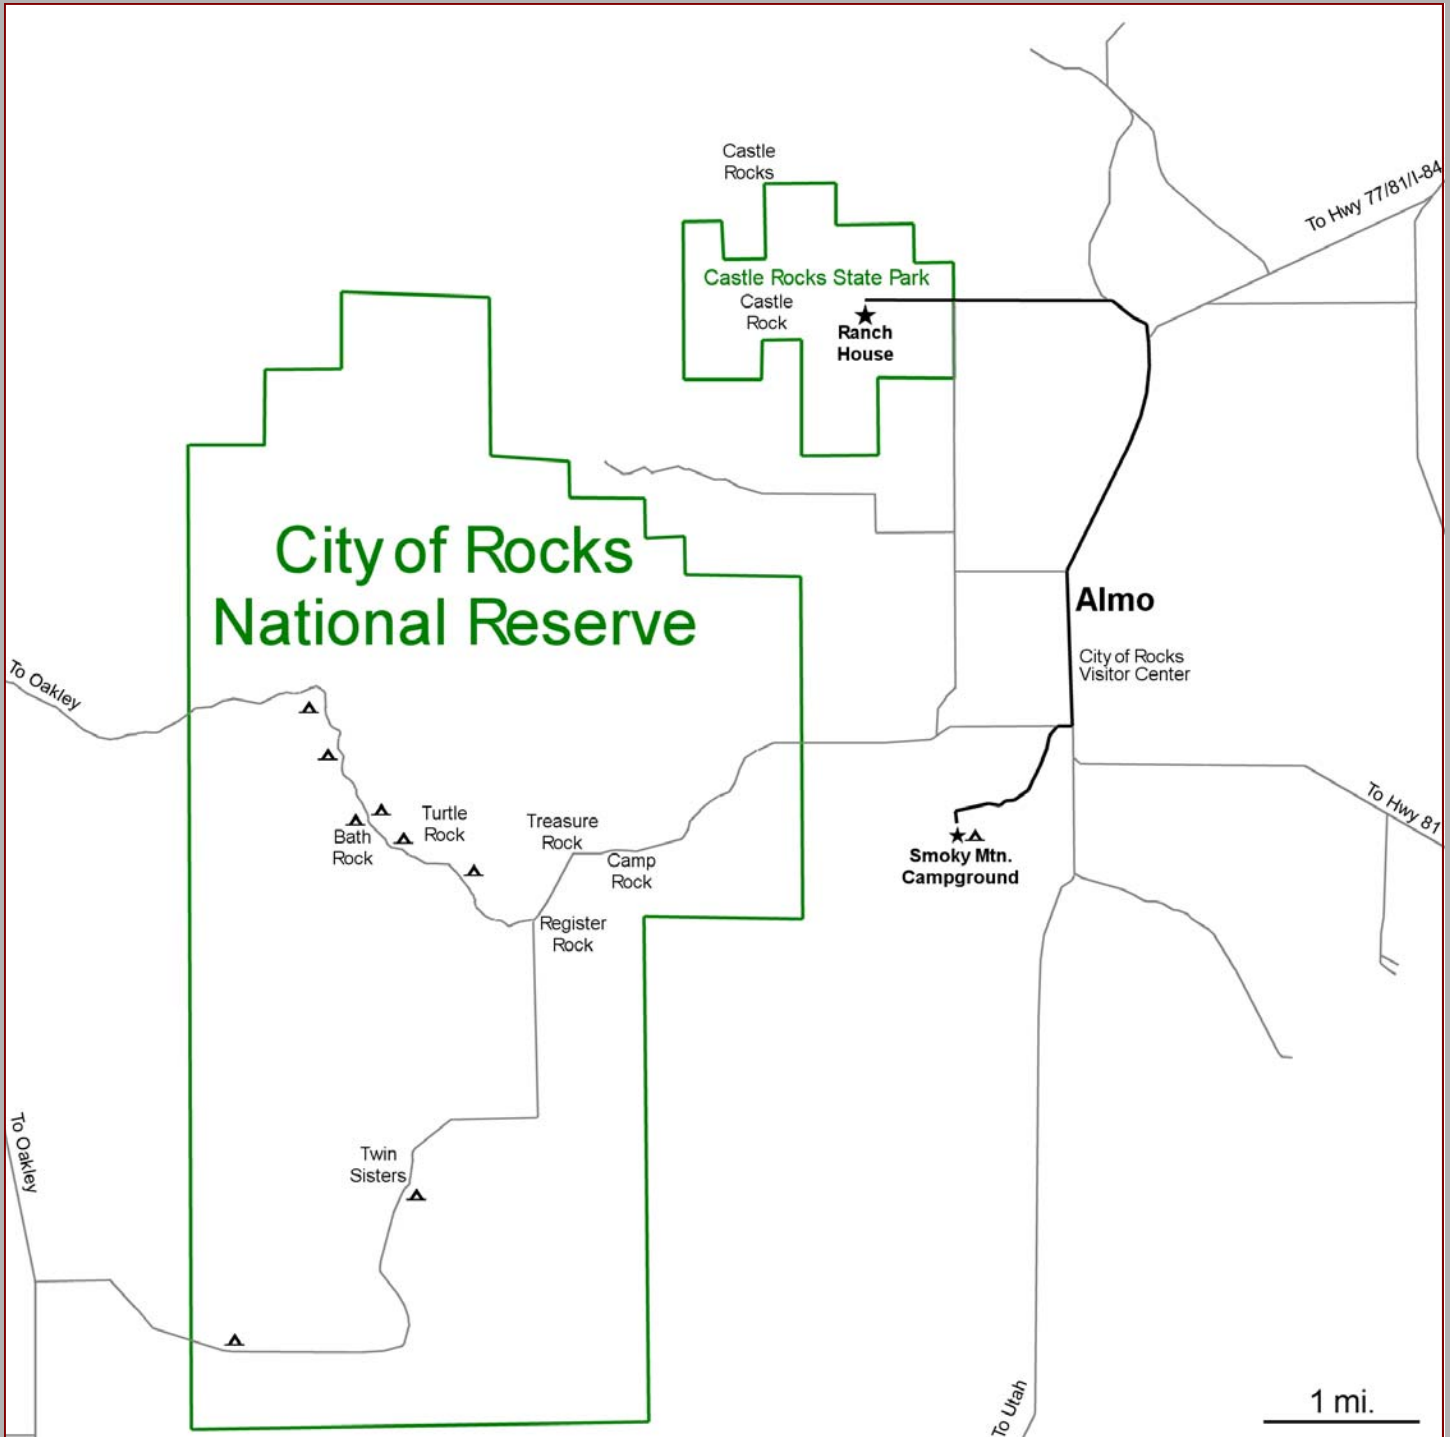 Castle
Rocks
To Hwy 77/81/I-84
Castle Rocks State Park
Castle
Rock
Ranch
House
City of Rocks
National Reserve
Almo
City of Rocks
Visitor Center
To Oakley
Turtle
Rock
Treasure
Rock
Bath
Rock
Camp
Rock
To Hwy 81
Smoky Mtn.
Campground
Register
Rock
To Oakley
Twin
Sisters
To Utah
1 mi.